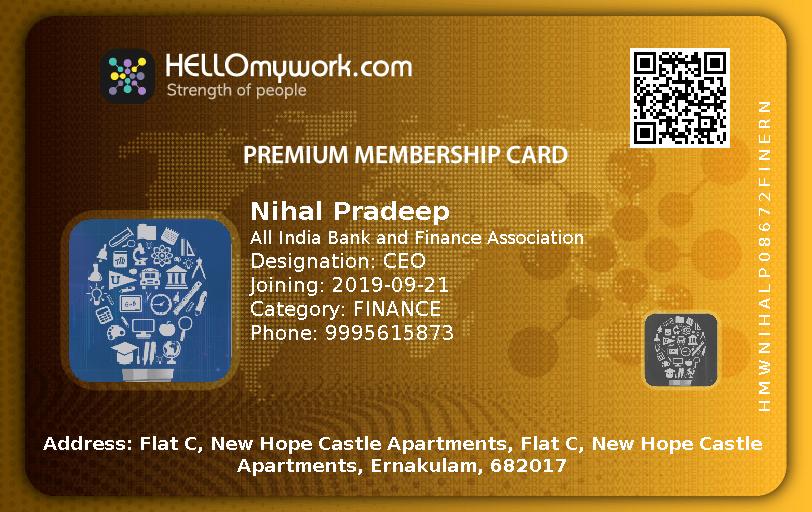 HELLOmywork.com
Strength of people
PREMIUM MEMBERSHIP CARD
Nihal Pradeep
All India Bank and Finance Association
Designation: CEO
Joining: 2019-09-21
Category: FINANCE
Phone: 9995615873
HMWNIHALP08672FINERN
Address: Flat C, New Hope Castle Apartments, Flat C, New Hope Castle
Apartments, Ernakulam, 682017